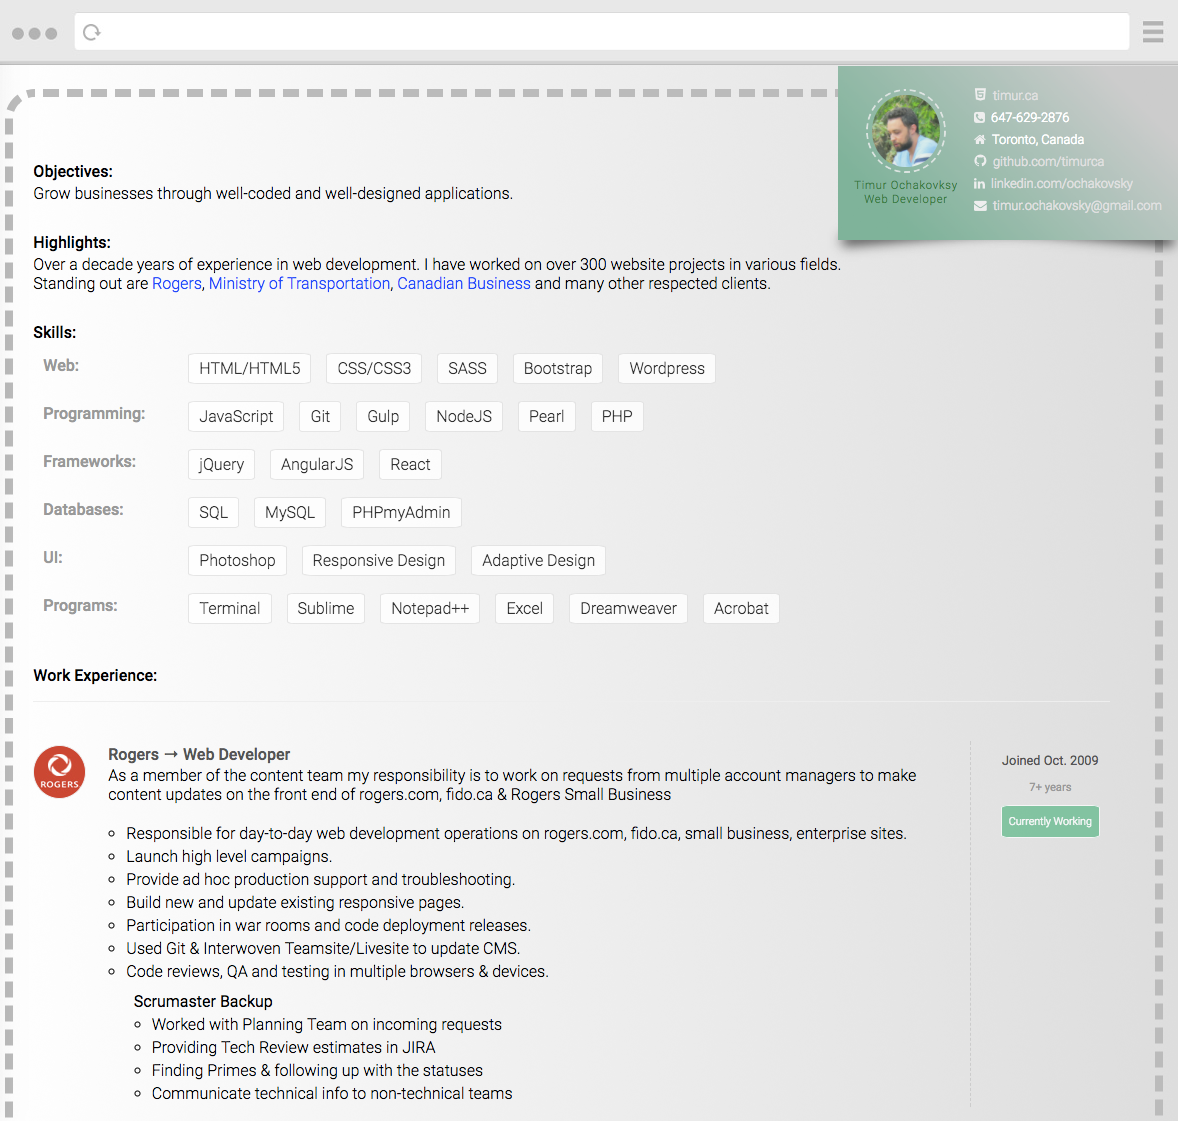 timur.ca
647-629-2876
Toronto, Canada
github.com/timurca
linkedin.com/ochakovsky
timur.ochakovsky@gmail.com
Timur Ochakovksy
Web Developer
Objectives:
Grow businesses through well-coded and well-designed applications.
Highlights:
Over a decade years of experience in web development. I have worked on over 300 website projects in various fields.
Standing out are Rogers, Ministry of Transportation, Canadian Business and many other respected clients.
Skills:
Web: HTML/HTML5 CSS/CSS3 SASS Bootstrap Wordpress
Programming: JavaScript Git Gulp NodeJS Pearl PHP
Frameworks: jQuery AngularJS React
Databases: SQL MySQL PHPmyAdmin
UI: Photoshop Responsive Design Adaptive Design
Programs: Terminal Sublime Notepad++ Excel Dreamweaver Acrobat
Work Experience:
ROGERS
Rogers → Web Developer
As a member of the content team my responsibility is to work on requests from multiple account managers to make
content updates on the front end of rogers.com, fido.ca & Rogers Small Business
Responsible for day-to-day web development operations on rogers.com, fido.ca, small business, enterprise sites.
Launch high level campaigns.
Provide ad hoc production support and troubleshooting.
Build new and update existing responsive pages.
Participation in war rooms and code deployment releases.
Used Git & Interwoven Teamsite/Livesite to update CMS.
Code reviews, QA and testing in multiple browsers & devices.
Scrumaster Backup
Worked with Planning Team on incoming requests
Providing Tech Review estimates in JIRA
Finding Primes & following up with the statuses
Communicate technical info to non-technical teams
Joined Oct. 2009
7+ years
Currently Working